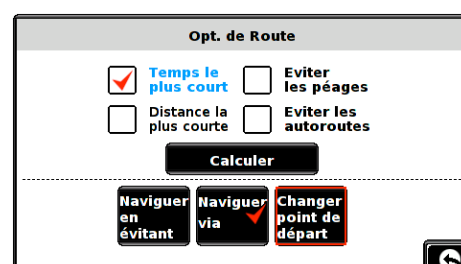 Opt. de Route
Temps le
plus court
Eviter
les péages
Distance la
plus courte
Eviter les
autoroutes
Calculer
Naviguer
en
évitant
Naviguer
via
Changer
point de
départ